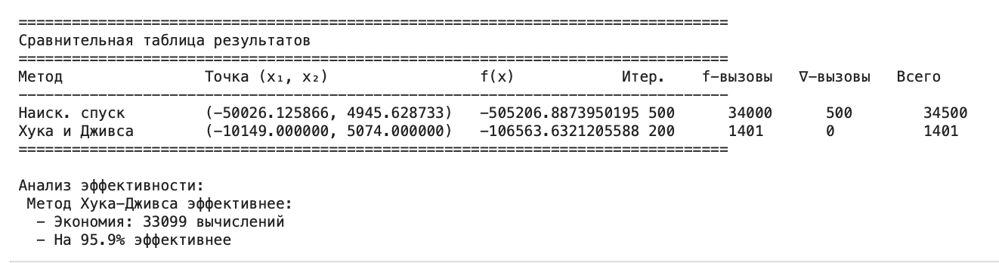 ================================================================================
Сравнительная таблица результатов
================================================================================
Метод Точка (x₁, x₂) f(x) Итер. f-вызовы ∇-вызовы Всего
--------------------------------------------------------------------------------
Наиск. спуск (-50026.125866, 4945.628733) -505206.8873950195 500 34000 500 34500
Хука и Дживса (-10149.000000, 5074.000000) -106563.6321205588 200 1401 0 1401
================================================================================
Анализ эффективности:
Метод Хука-Дживса эффективнее:
- Экономия: 33099 вычислений
- На 95.9% эффективнее